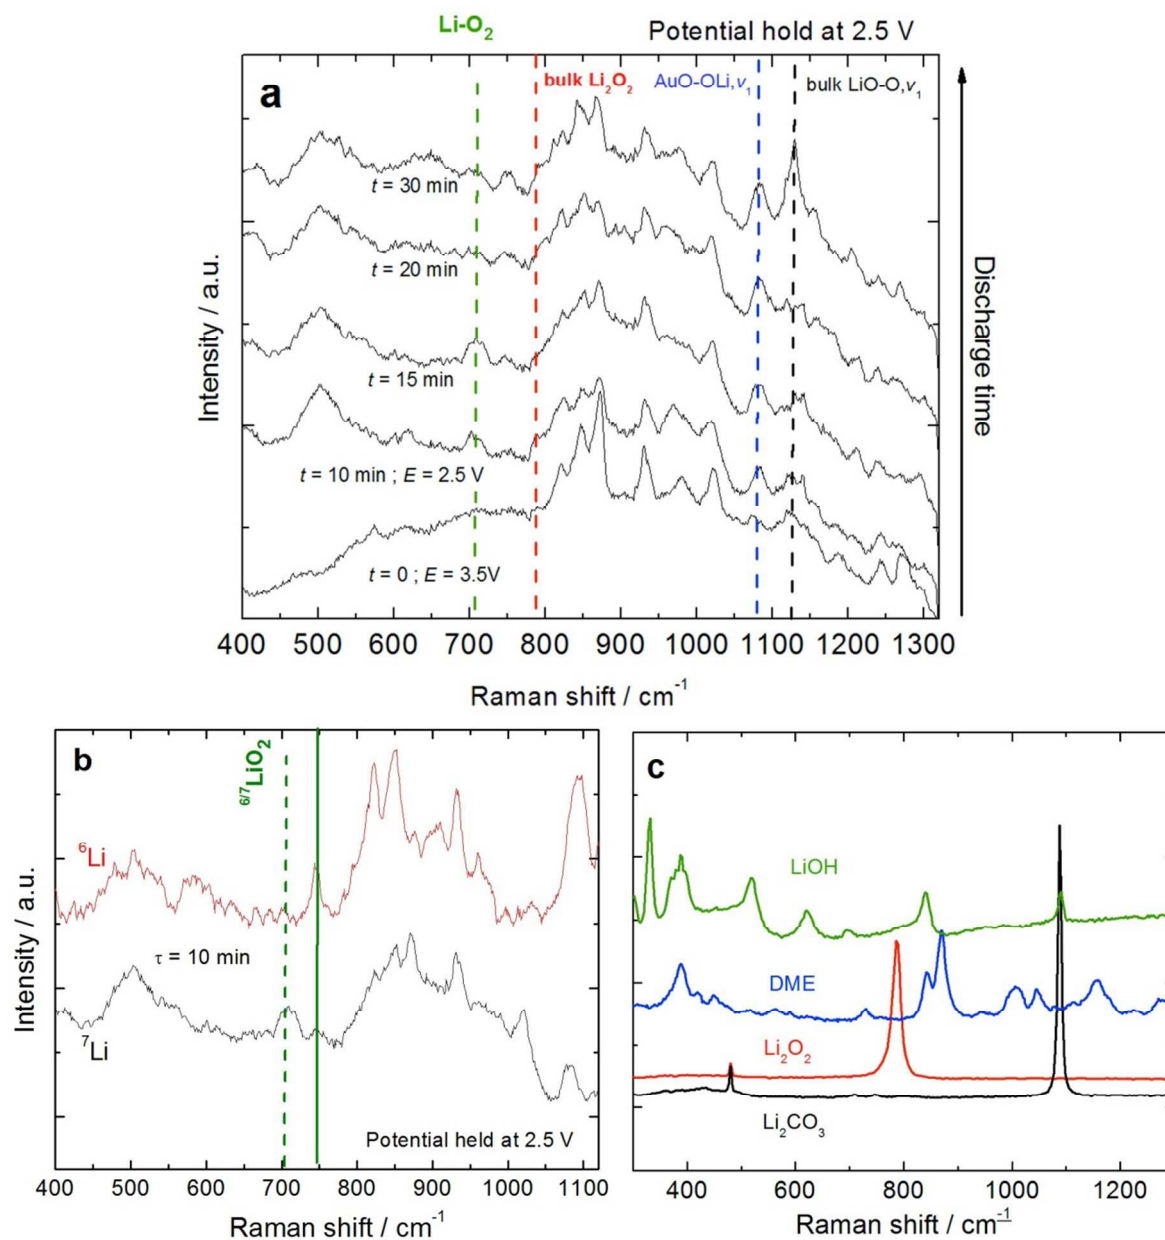 Li-O₂
Potential hold at 2.5 V
a
bulk Li₂O₂
AuO-OLi,ν₁
bulk LiO-O,ν₁
t = 30 min
t = 20 min
t = 15 min
t = 10 min ; E = 2.5 V
t = 0 ; E = 3.5V
Intensity / a.u.
Discharge time
400 500 600 700 800 900 1000 1100 1200 1300
Raman shift / cm⁻¹
b
⁶ᐟ⁷LiO₂
⁶Li
τ = 10 min
⁷Li
Potential held at 2.5 V
Intensity / a.u.
400 500 600 700 800 900 1000 1100
Raman shift / cm⁻¹
c
LiOH
DME
Li₂O₂
Li₂CO₃
400 600 800 1000 1200
Raman shift / cm⁻¹